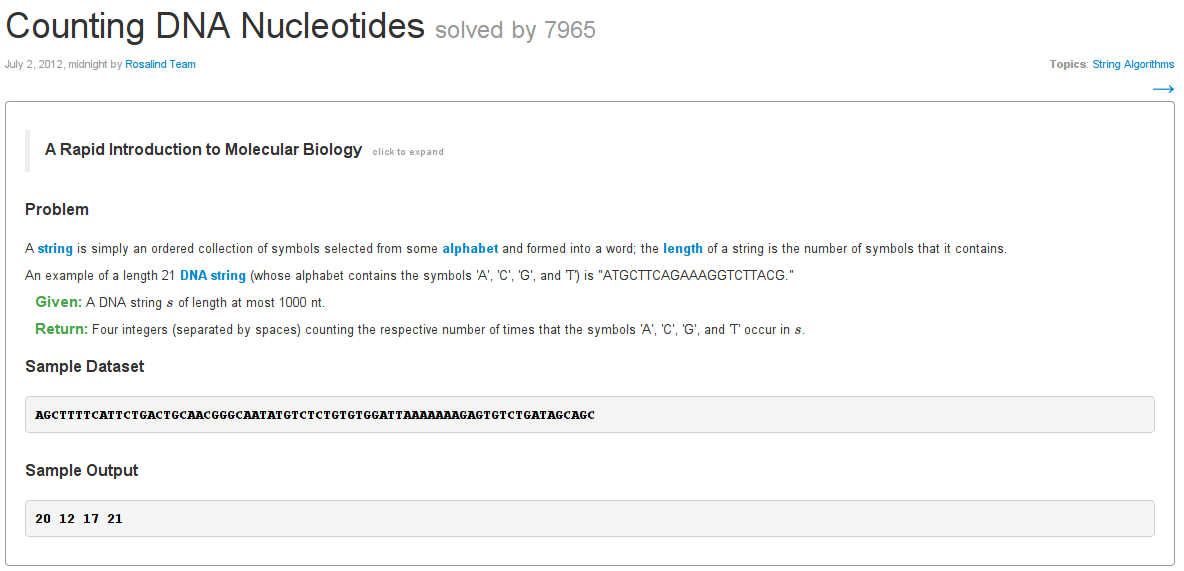 Counting DNA Nucleotides solved by 7965
July 2, 2012, midnight by Rosalind Team
Topics: String Algorithms
→
A Rapid Introduction to Molecular Biology click to expand
Problem
A string is simply an ordered collection of symbols selected from some alphabet and formed into a word; the length of a string is the number of symbols that it contains.
An example of a length 21 DNA string (whose alphabet contains the symbols 'A', 'C', 'G', and 'T') is "ATGCTTCAGAAAGGTCTTACG."
Given: A DNA string s of length at most 1000 nt.
Return: Four integers (separated by spaces) counting the respective number of times that the symbols 'A', 'C', 'G', and 'T' occur in s.
Sample Dataset
AGCTTTTCATTCTGACTGCAACGGGCAATATGTCTCTGTGTGGATTAAAAAAAGAGTGTCTGATAGCAGC
Sample Output
20 12 17 21